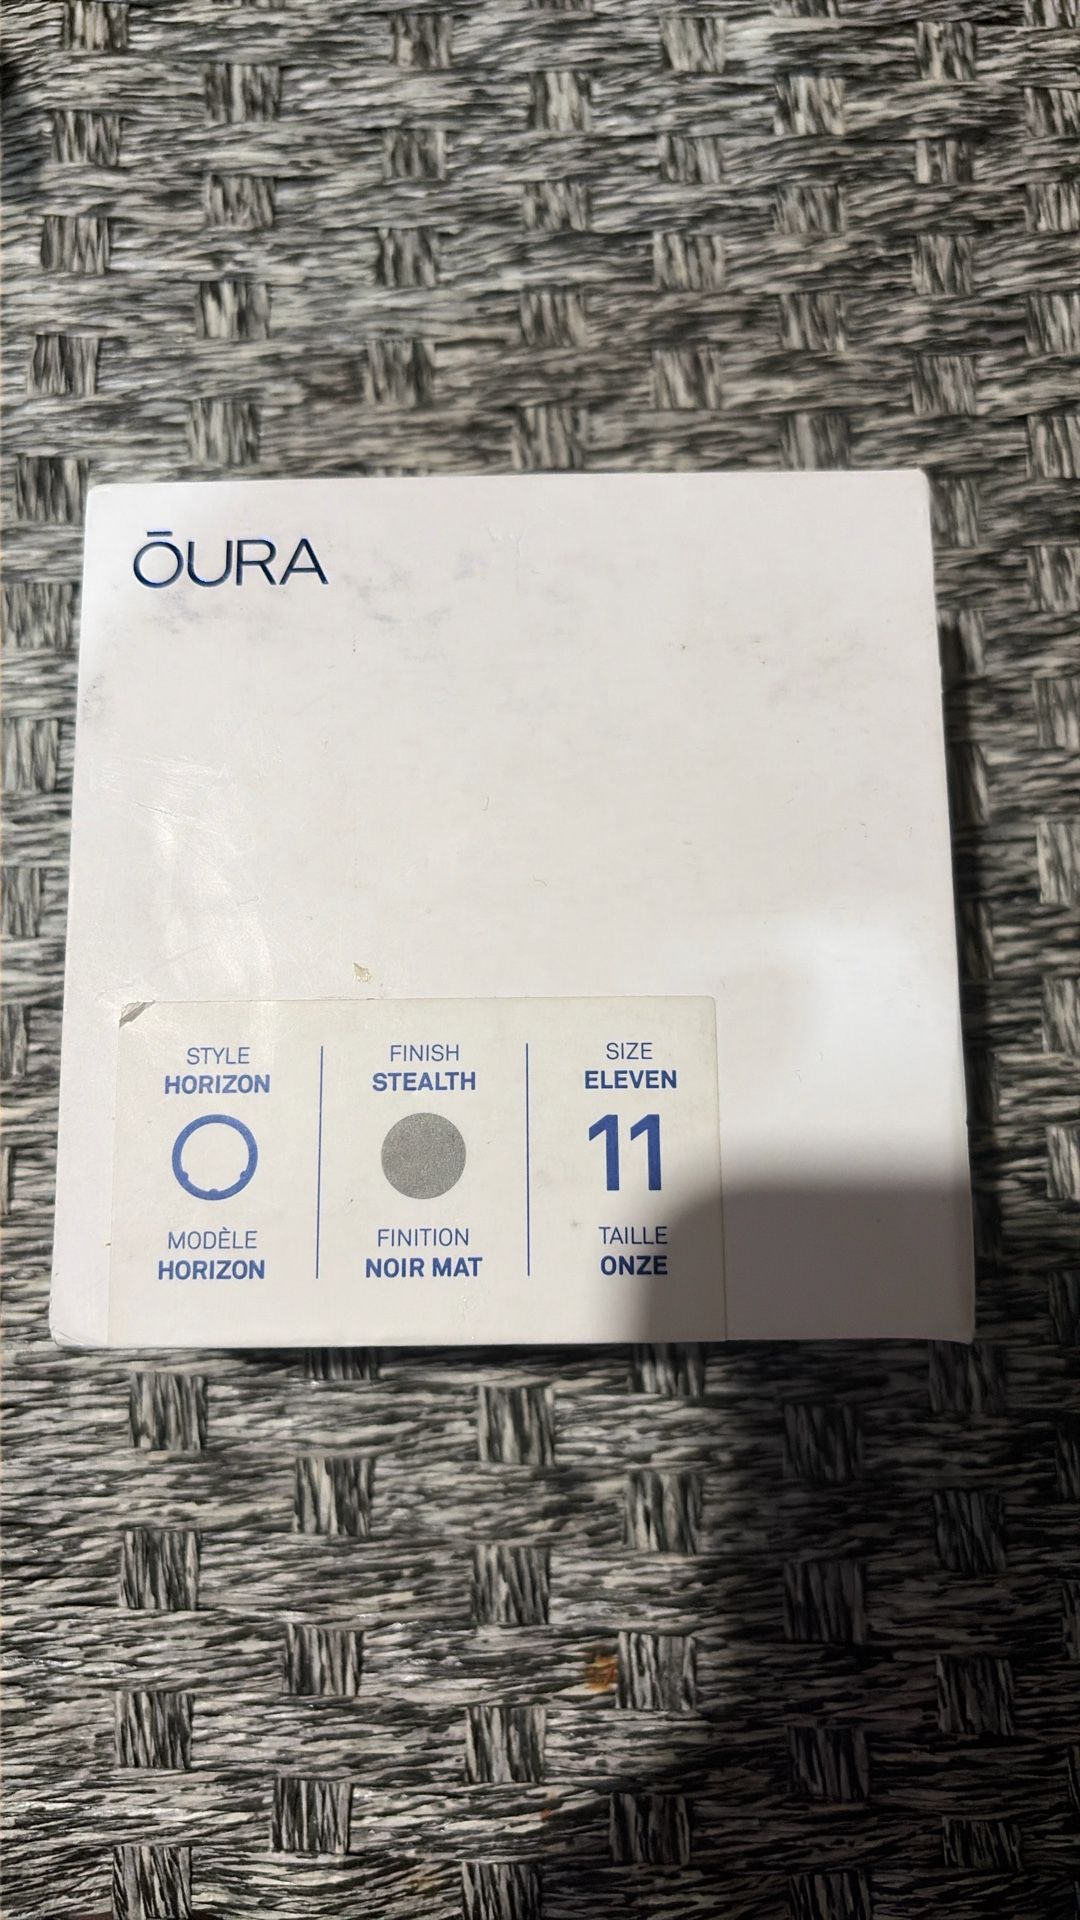 ŌURA
STYLE
HORIZON
MODÈLE
HORIZON
FINISH
STEALTH
FINITION
NOIR MAT
SIZE
ELEVEN
11
TAILLE
ONZE